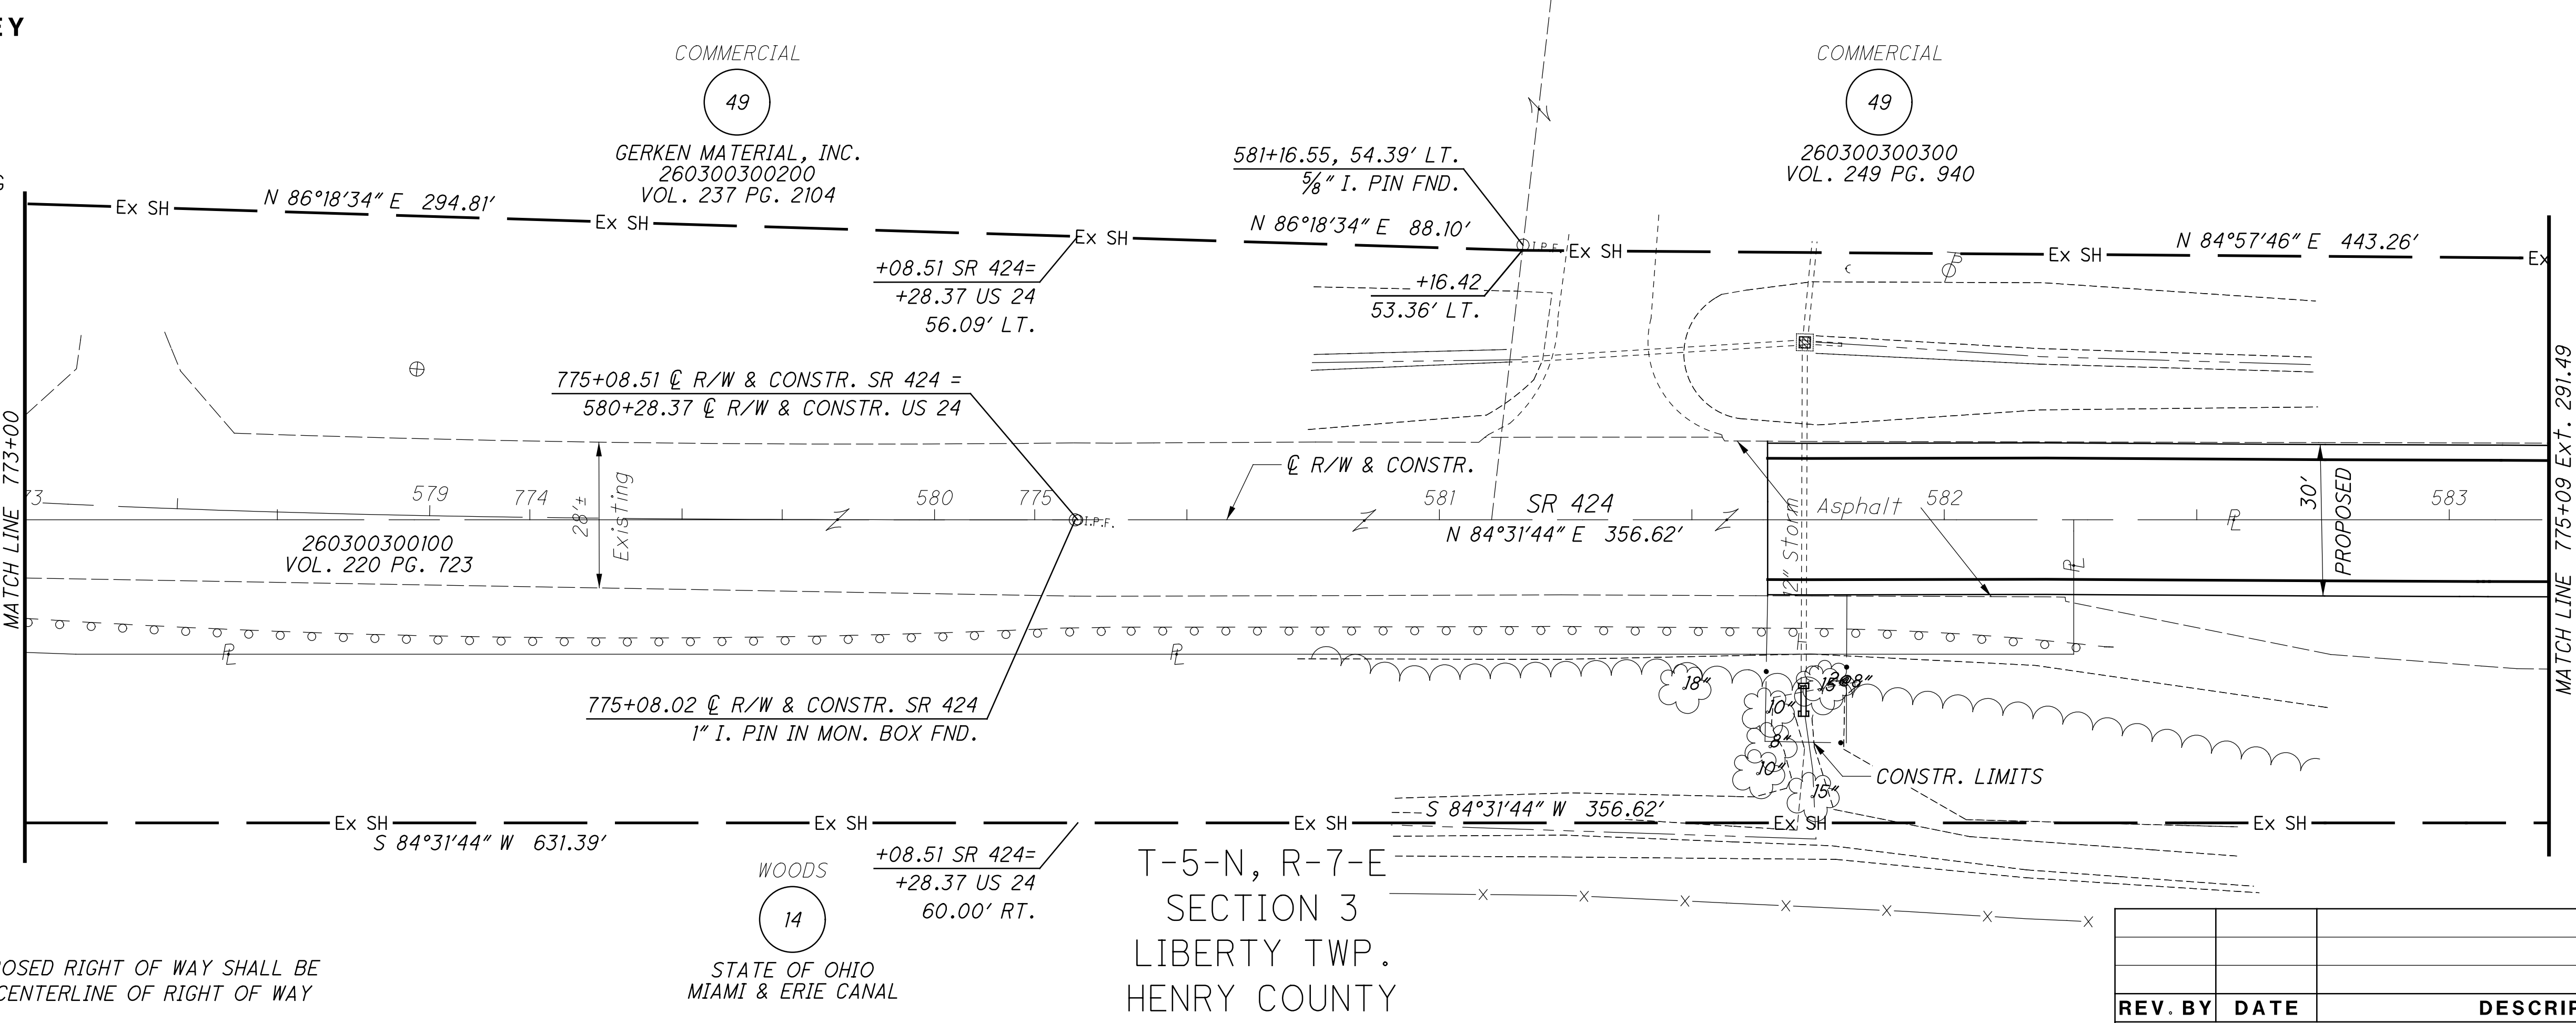 EY
COMMERCIAL
49
GERKEN MATERIAL, INC.
260300300200
VOL. 237 PG. 2104
COMMERCIAL
49
260300300300
VOL. 249 PG. 940
581+16.55, 54.39' LT.
5/8" I. PIN FND.
G
Ex SH
N 86°18'34" E 294.81'
Ex SH
Ex SH
N 86°18'34" E 88.10'
I.P.F.
Ex SH
Ex SH
N 84°57'46" E 443.26'
Ex
+08.51 SR 424=
+28.37 US 24
56.09' LT.
+16.42
53.36' LT.
P
775+08.51 ℄ R/W & CONSTR. SR 424 =
580+28.37 ℄ R/W & CONSTR. US 24
MATCH LINE 773+00
℄ R/W & CONSTR.
MATCH LINE 775+09 Ext. 291.49
73
579
774
28'±
Existing
580
775
I.P.F.
581
SR 424
N 84°31'44" E 356.62'
12" Storm
Asphalt
582
PL
30'
PROPOSED
583
260300300100
VOL. 220 PG. 723
PL
PL
PL
775+08.02 ℄ R/W & CONSTR. SR 424
1" I. PIN IN MON. BOX FND.
18"
15"
2@8"
10"
8"
10"
15"
CONSTR. LIMITS
Ex SH
Ex SH
Ex SH
S 84°31'44" W 356.62'
Ex SH
Ex SH
S 84°31'44" W 631.39'
+08.51 SR 424=
+28.37 US 24
60.00' RT.
WOODS
14
STATE OF OHIO
MIAMI & ERIE CANAL
T-5-N, R-7-E
SECTION 3
LIBERTY TWP.
HENRY COUNTY
OSED RIGHT OF WAY SHALL BE
CENTERLINE OF RIGHT OF WAY
REV. BY DATE DESCRIP